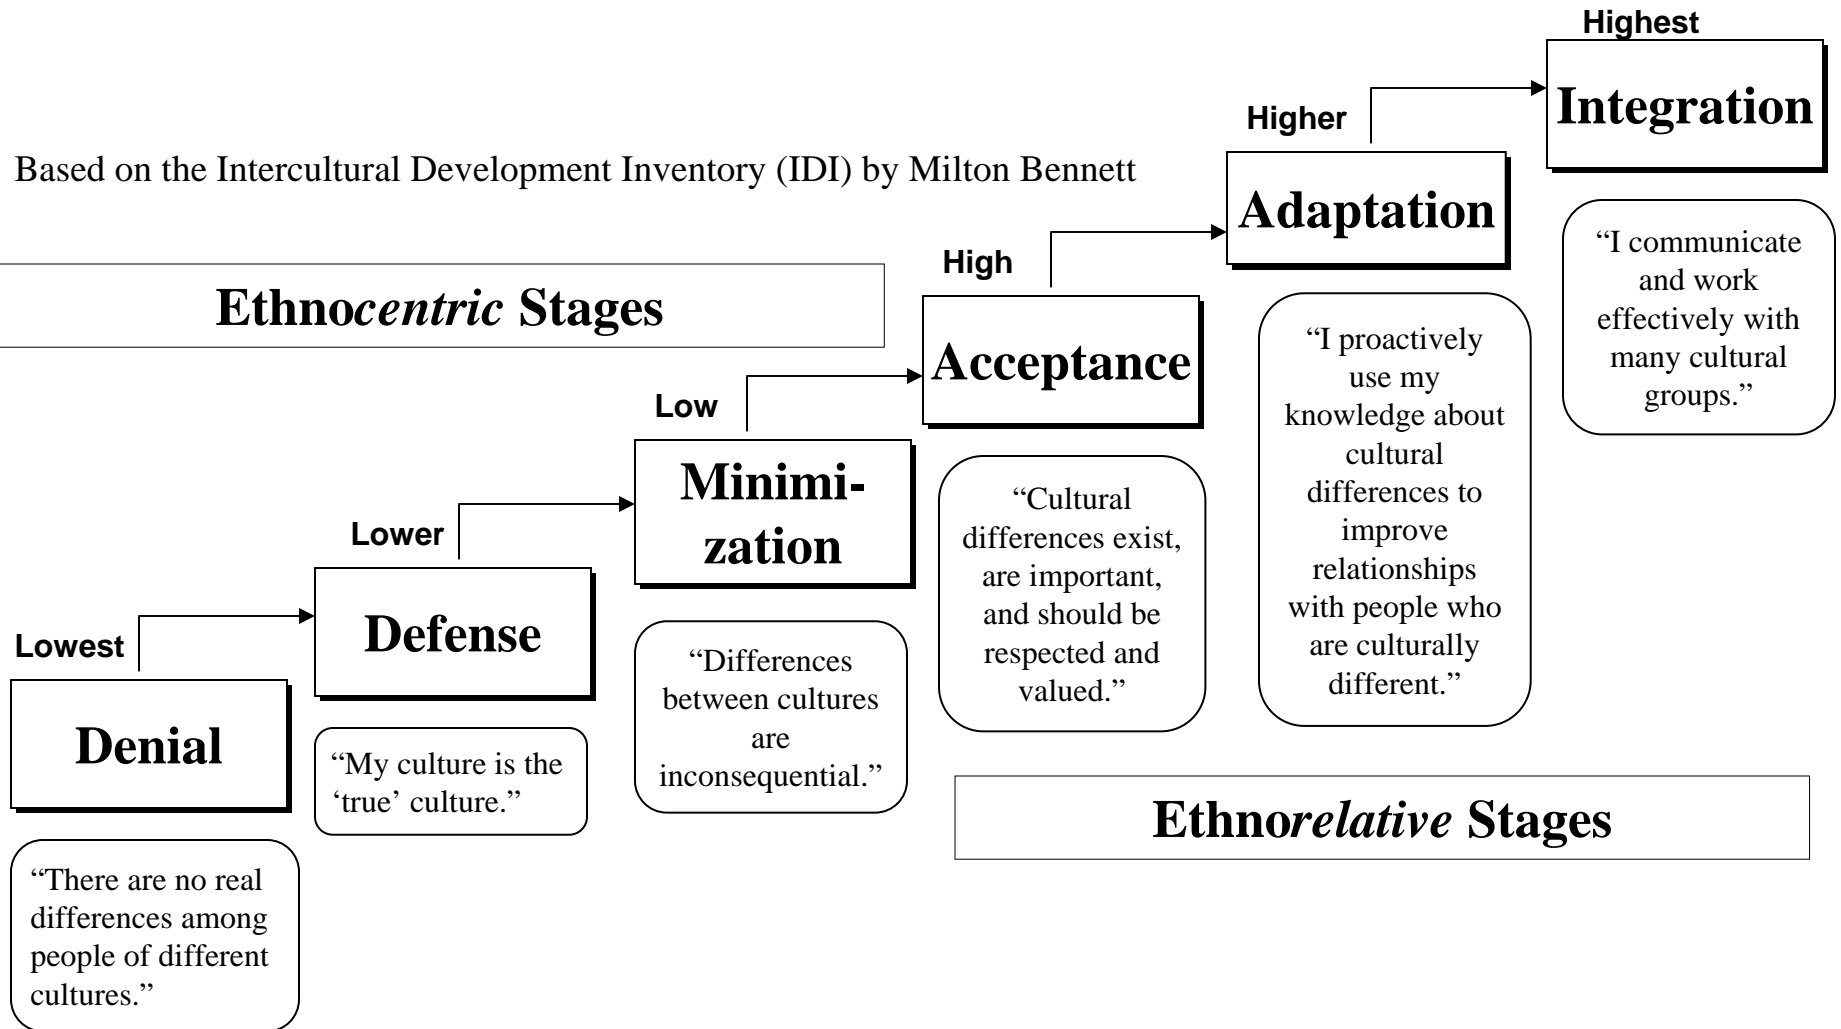 Based on the Intercultural Development Inventory (IDI) by Milton Bennett
Ethnocentric Stages
Lowest
Denial
“There are no real
differences among
people of different
cultures.”
Lower
Defense
“My culture is the
‘true’ culture.”
Low
Minimi-
zation
“Differences
between cultures
are
inconsequential.”
High
Acceptance
“Cultural
differences exist,
are important,
and should be
respected and
valued.”
Higher
Adaptation
“I proactively
use my
knowledge about
cultural
differences to
improve
relationships
with people who
are culturally
different.”
Highest
Integration
“I communicate
and work
effectively with
many cultural
groups.”
Ethnorelative Stages